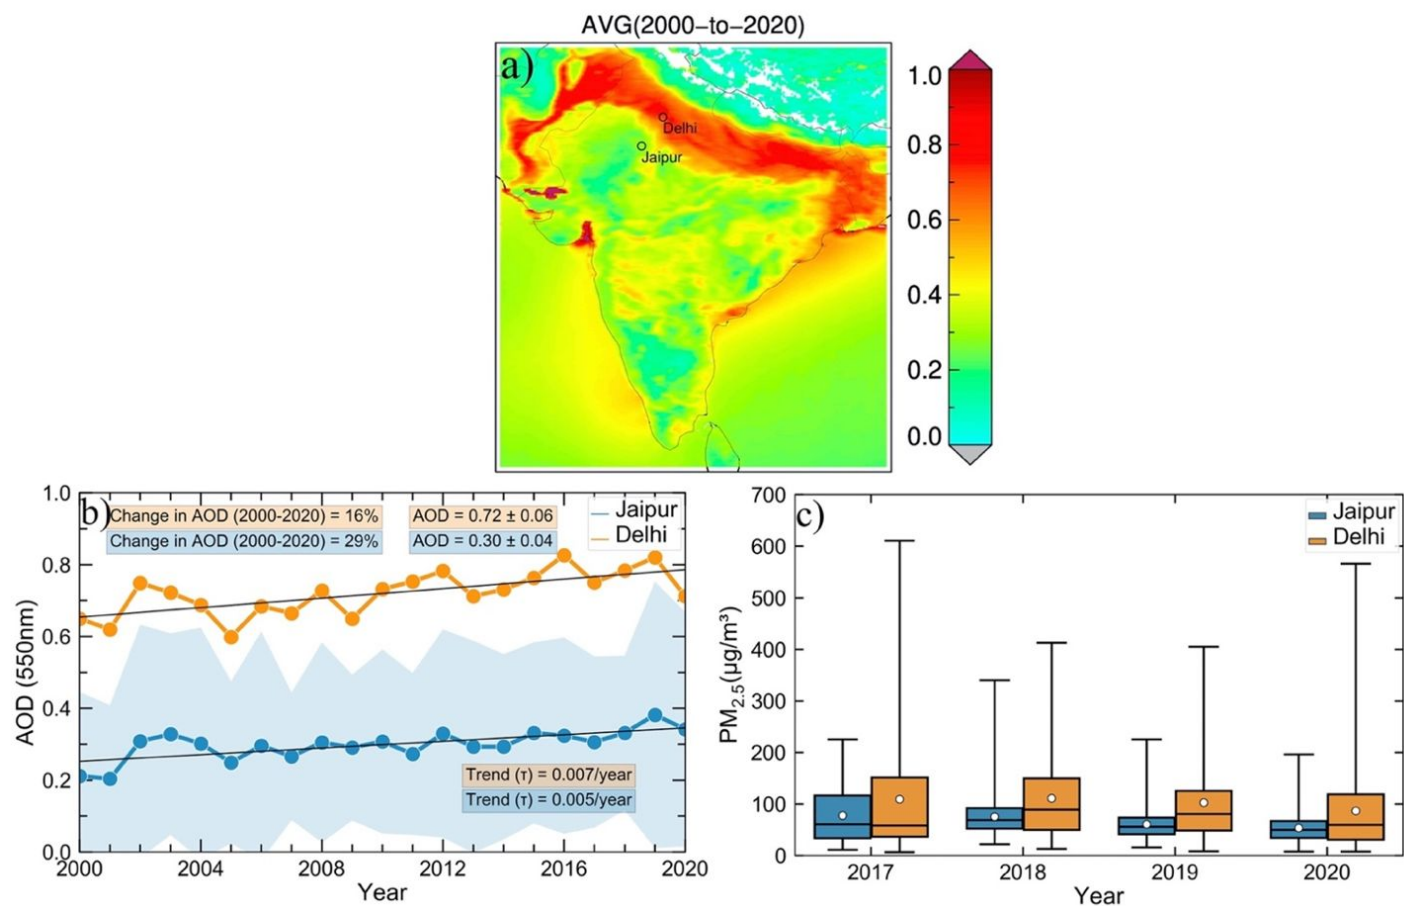 AVG(2000-to-2020)
a)
Delhi
Jaipur
1.0
0.8
0.6
0.4
0.2
0.0
b)
Change in AOD (2000-2020) = 16%
AOD = 0.72 ± 0.06
Change in AOD (2000-2020) = 29%
AOD = 0.30 ± 0.04
Jaipur
Delhi
1.0
0.8
0.6
0.4
0.2
0.0
AOD (550nm)
Trend (τ) = 0.007/year
Trend (τ) = 0.005/year
2000 2004 2008 2012 2016 2020
Year
c)
Jaipur
Delhi
700
600
500
400
300
200
100
0
PM2.5(µg/m³)
2017 2018 2019 2020
Year